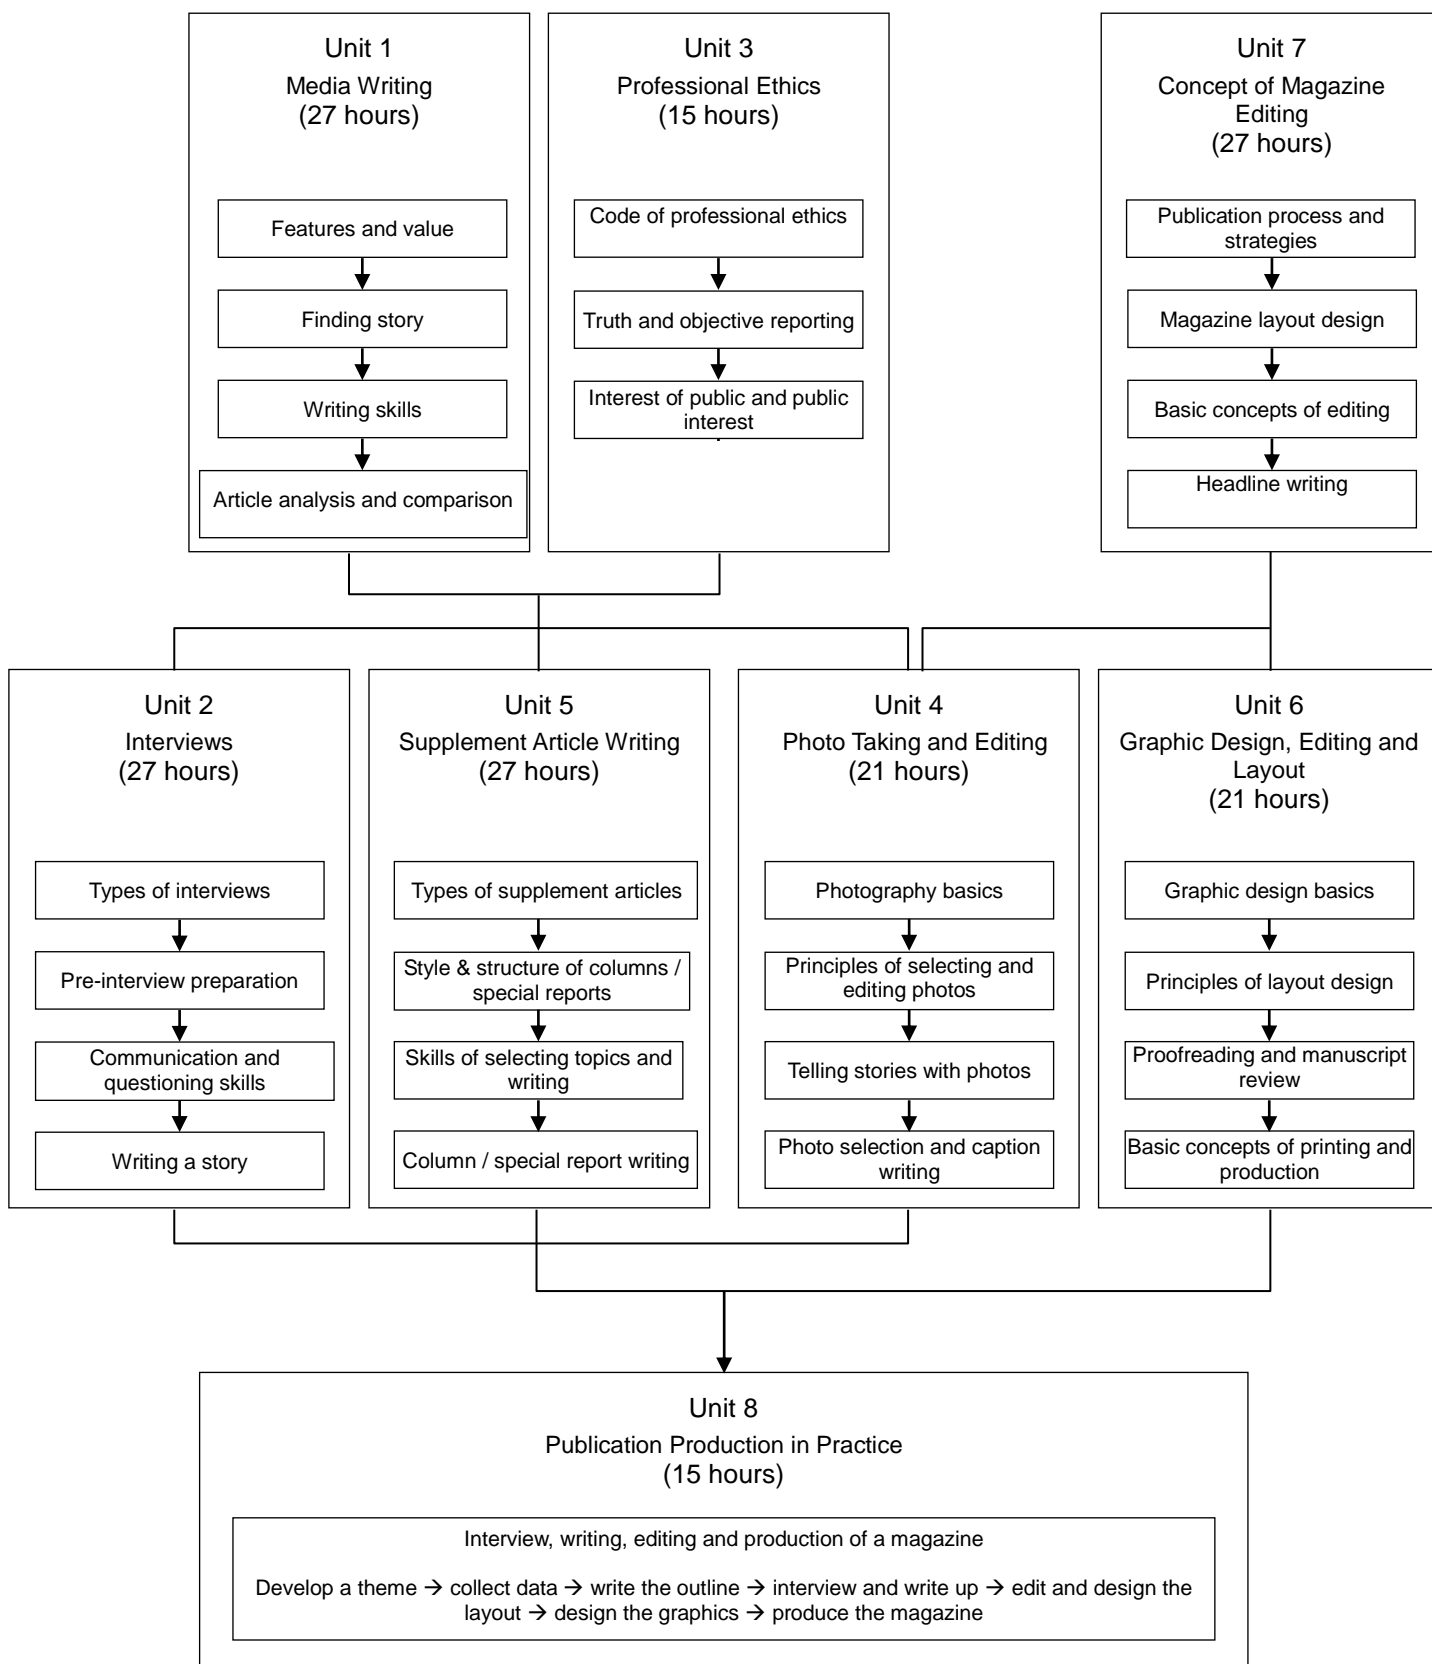 Unit 1
Media Writing
(27 hours)
Features and value
Finding story
Writing skills
Article analysis and comparison
Unit 3
Professional Ethics
(15 hours)
Code of professional ethics
Truth and objective reporting
Interest of public and public
interest
Unit 7
Concept of Magazine
Editing
(27 hours)
Publication process and
strategies
Magazine layout design
Basic concepts of editing
Headline writing
Unit 2
Interviews
(27 hours)
Types of interviews
Pre-interview preparation
Communication and
questioning skills
Writing a story
Unit 5
Supplement Article Writing
(27 hours)
Types of supplement articles
Style & structure of columns /
special reports
Skills of selecting topics and
writing
Column / special report writing
Unit 4
Photo Taking and Editing
(21 hours)
Photography basics
Principles of selecting and
editing photos
Telling stories with photos
Photo selection and caption
writing
Unit 6
Graphic Design, Editing and
Layout
(21 hours)
Graphic design basics
Principles of layout design
Proofreading and manuscript
review
Basic concepts of printing and
production
Unit 8
Publication Production in Practice
(15 hours)
Interview, writing, editing and production of a magazine
Develop a theme → collect data → write the outline → interview and write up → edit and design the
layout → design the graphics → produce the magazine